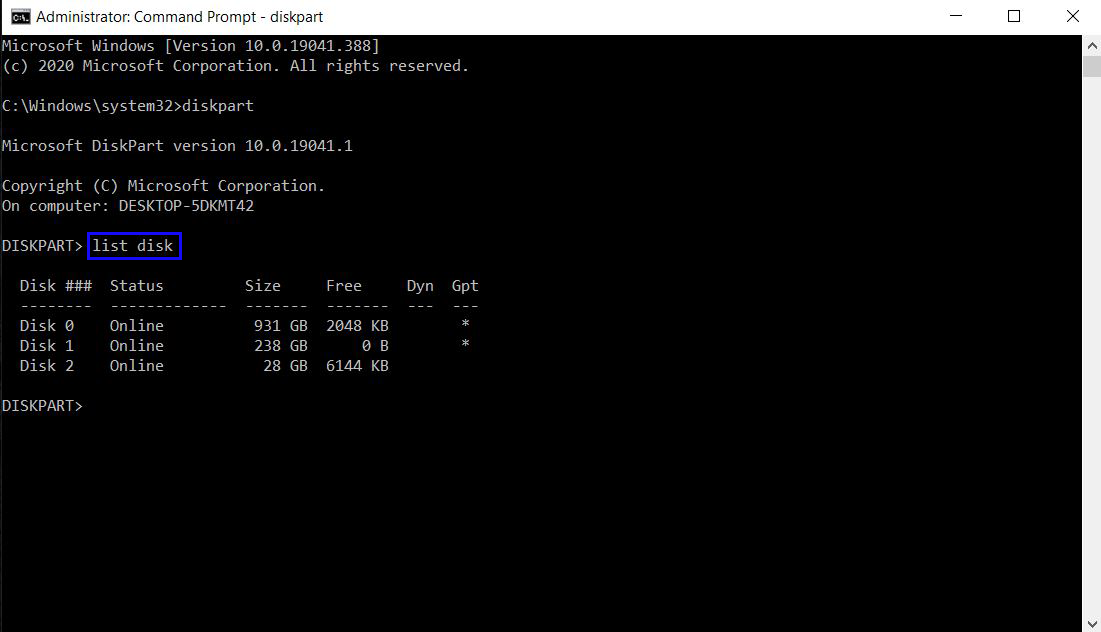 Administrator: Command Prompt - diskpart
Microsoft Windows [Version 10.0.19041.388]
(c) 2020 Microsoft Corporation. All rights reserved.
C:\Windows\system32>diskpart
Microsoft DiskPart version 10.0.19041.1
Copyright (C) Microsoft Corporation.
On computer: DESKTOP-5DKMT42
DISKPART> list disk
  Disk ###  Status         Size     Free     Dyn  Gpt
  --------  -------------  -------  -------  ---  ---
  Disk 0    Online          931 GB  2048 KB        *
  Disk 1    Online          238 GB      0 B        *
  Disk 2    Online           28 GB  6144 KB
DISKPART>